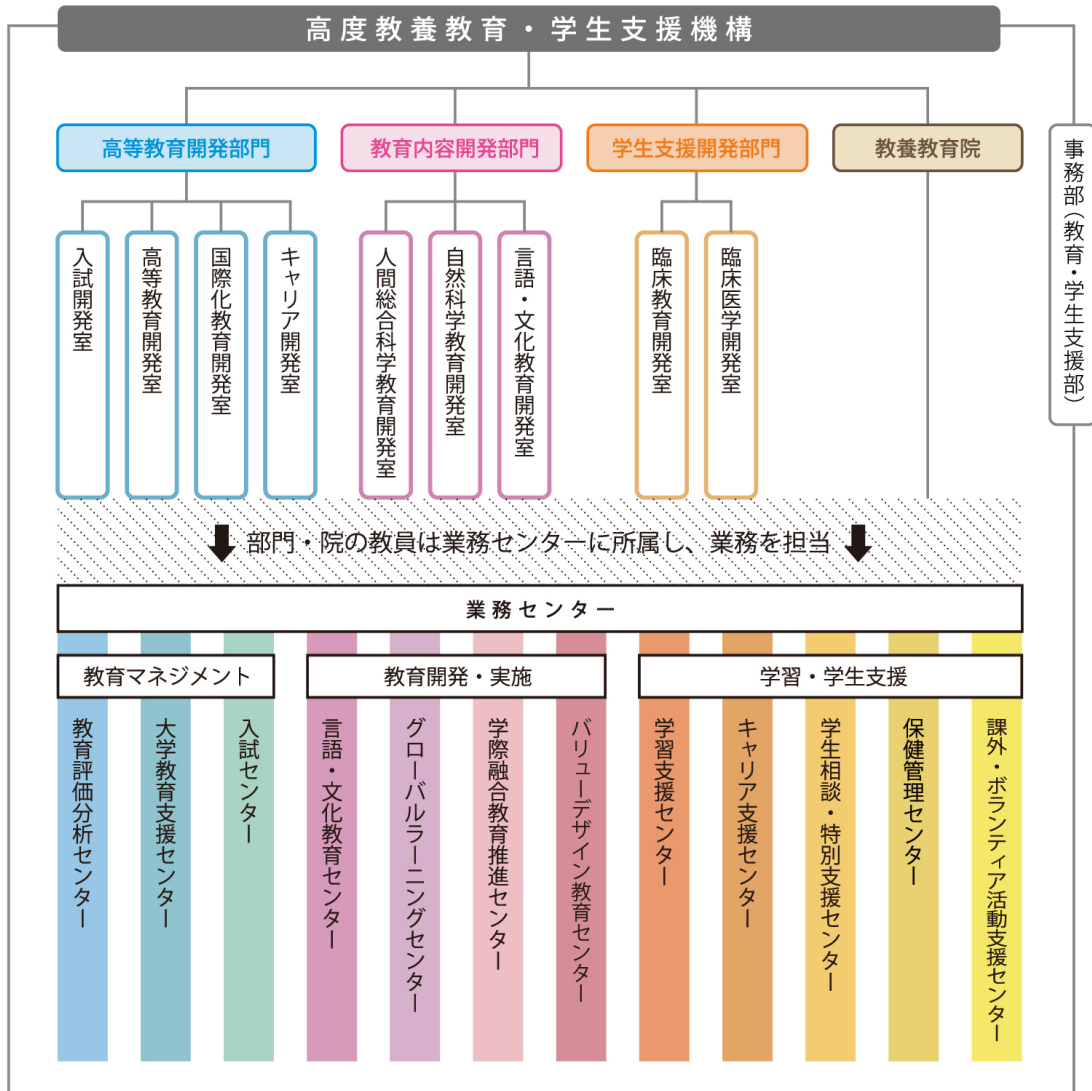 高度教養教育・学生支援機構
高等教育開発部門
教育内容開発部門
学生支援開発部門
教養教育院
事務部（教育・学生支援部）
入試開発室
高等教育開発室
国際化教育開発室
キャリア開発室
人間総合科学教育開発室
自然科学教育開発室
言語・文化教育開発室
臨床教育開発室
臨床医学開発室
部門・院の教員は業務センターに所属し、業務を担当
業務センター
教育マネジメント
教育開発・実施
学習・学生支援
教育評価分析センター
大学教育支援センター
入試センター
言語・文化教育センター
グローバルラーニングセンター
学際融合教育推進センター
バリューデザイン教育センター
学習支援センター
キャリア支援センター
学生相談・特別支援センター
保健管理センター
課外・ボランティア活動支援センター